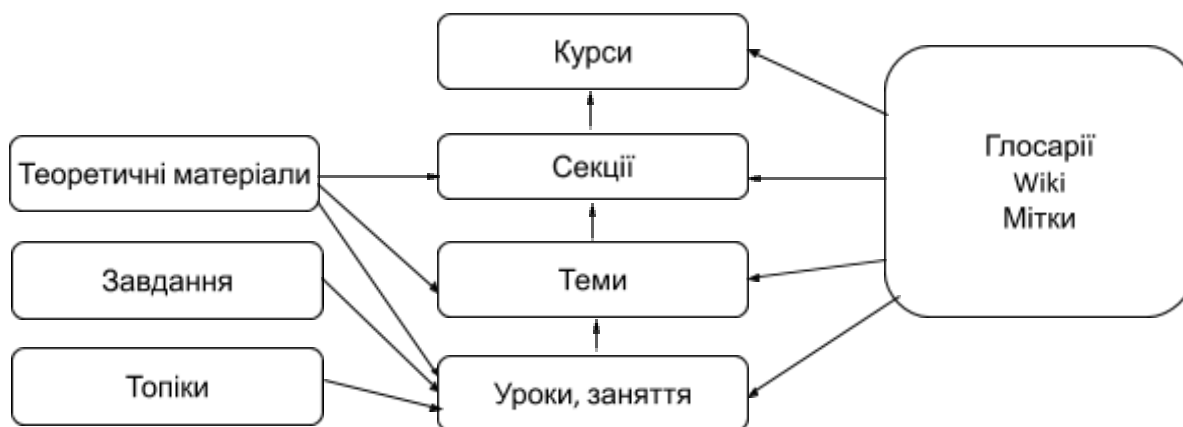 Курси
Теоретичні матеріали
Секції
Глосарії
Wiki
Мітки
Завдання
Теми
Топіки
Уроки, заняття